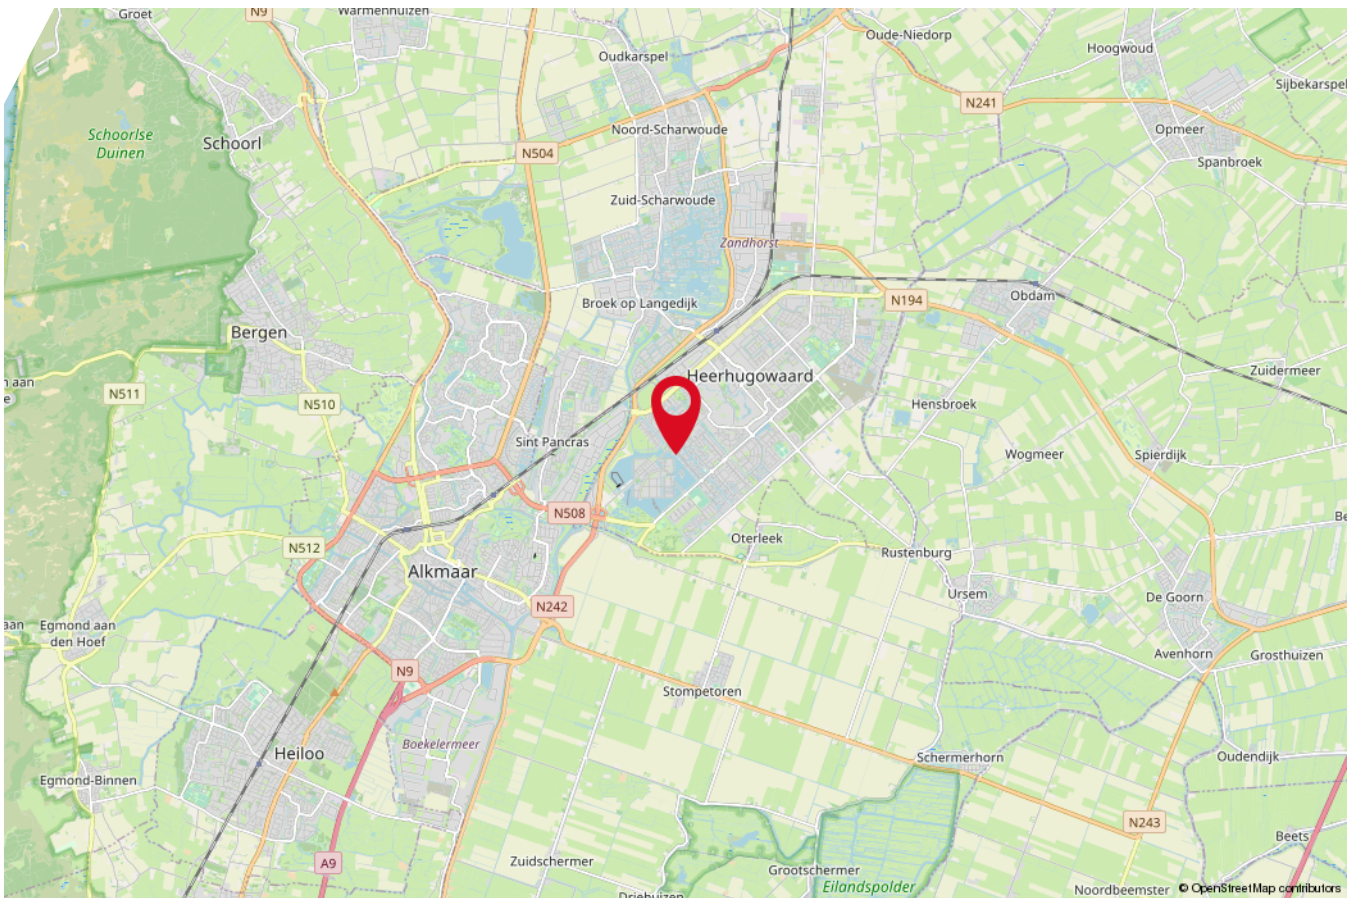 Groet
N9
Warmenhuizen
Oude-Niedorp
Hoogwoud
Oudkarspel
Sijbekarspel
N241
Schoorlse
Duinen
Schoorl
Noord-Scharwoude
Opmeer
N504
Spanbroek
Zuid-Scharwoude
Zandhorst
Broek op Langedijk
N194
Obdam
Bergen
Heerhugowaard
Zuidermeer
N511
N510
Hensbroek
Sint Pancras
Wogmeer
Spierdijk
N508
N512
Oterleek
Rustenburg
Alkmaar
Ursem
De Goorn
N242
Egmond aan
den Hoef
Avenhorn
Grosthuizen
N9
Stompetoren
Boekelermeer
Heiloo
Schermerhorn
Oudendijk
Egmond-Binnen
N243
Beets
A9
Zuidschermer
Grootschermer
Eilandspolder
Noordbeemster
Driehuizen
© OpenStreetMap contributors